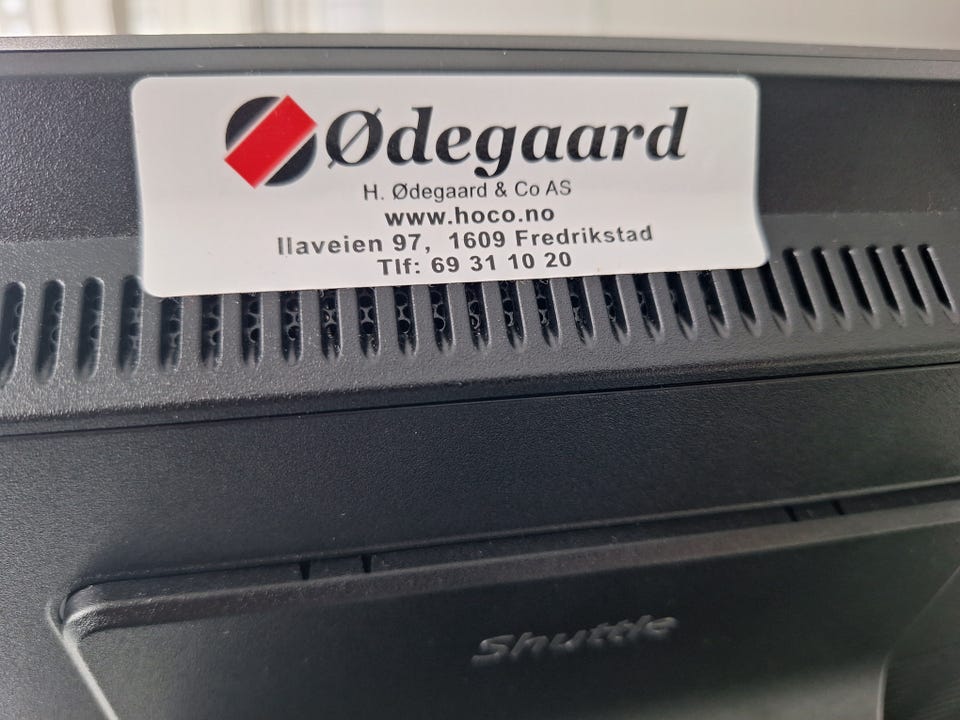 Ødegaard
H. Ødegaard & Co AS
www.hoco.no
Ilaveien 97, 1609 Fredrikstad
Tlf: 69 31 10 20
Shuttle